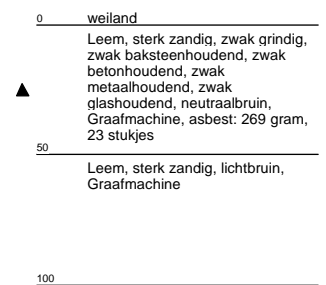 0 weiland
Leem, sterk zandig, zwak grindig,
zwak baksteenhoudend, zwak
betonhoudend, zwak
metaalhoudend, zwak
glashoudend, neutraalbruin,
Graafmachine, asbest: 269 gram,
23 stukjes
50
Leem, sterk zandig, lichtbruin,
Graafmachine
100